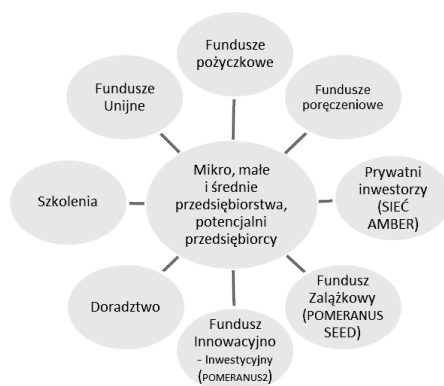 Fundusze
pożyczkowe
Fundusze
poręczeniowe
Prywatni
inwestorzy
(SIEĆ
AMBER)
Fundusz
Zalążkowy
(POMERANUS
SEED)
Fundusz
Innowacyjno
- Inwestycyjny
(POMERANUS2)
Doradztwo
Szkolenia
Fundusze
Unijne
Mikro, małe
i średnie
przedsiębiorstwa,
potencjalni
przedsiębiorcy